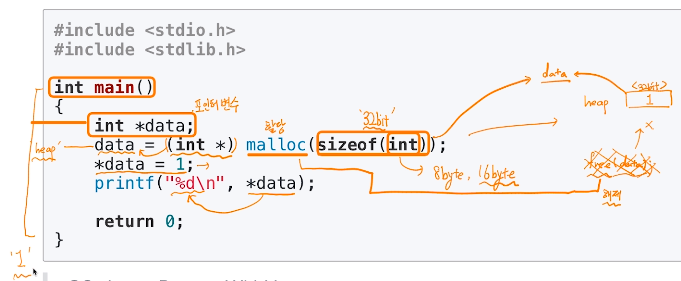 #include <stdio.h>
#include <stdlib.h>
int main()
{
포인터 변수
int *data;
할당
'32bit'
data
<32bit>
heap
1
heap'
data = (int *) malloc(sizeof(int));
*data = 1;
8byte, 16byte
해제
printf("%d\n", *data);
return 0;
}
'1'